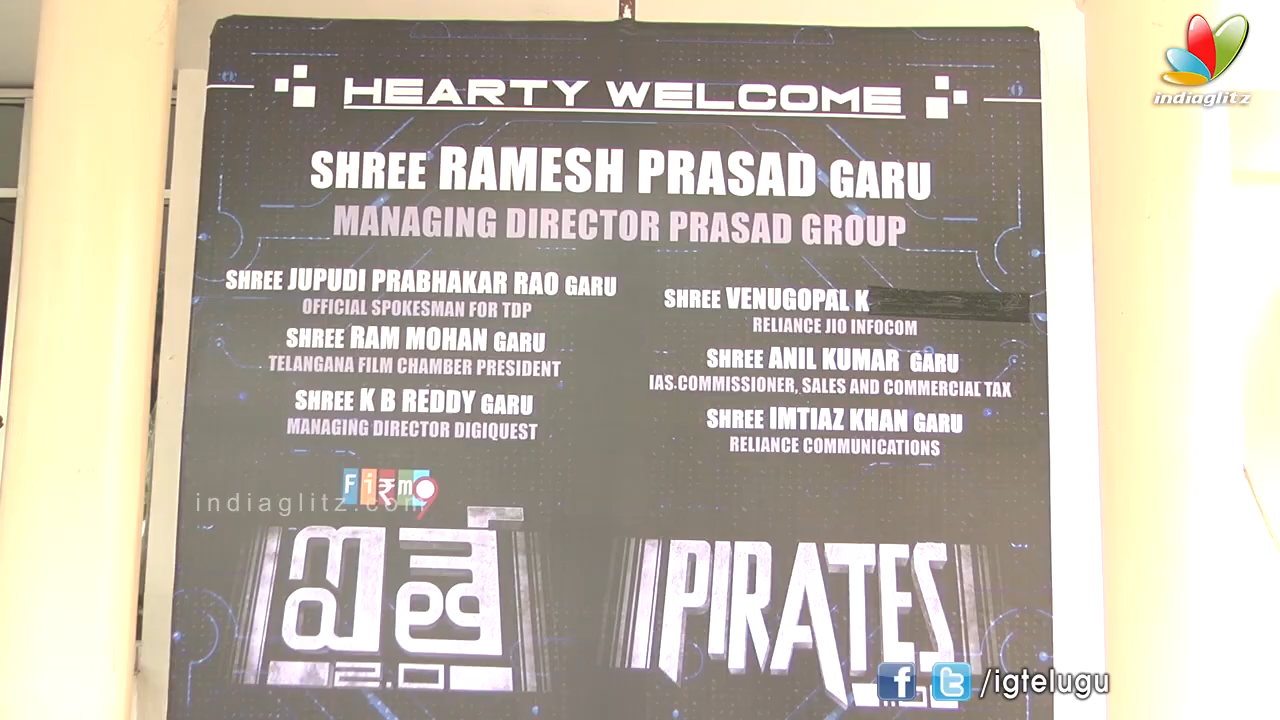 indiaglitz
HEARTY WELCOME
SHREE RAMESH PRASAD GARU
MANAGING DIRECTOR PRASAD GROUP
SHREE JUPUDI PRABHAKAR RAO GARU
OFFICIAL SPOKESMAN FOR TDP
SHREE RAM MOHAN GARU
TELANGANA FILM CHAMBER PRESIDENT
SHREE K B REDDY GARU
MANAGING DIRECTOR DIGIQUEST
SHREE VENUGOPAL K
RELIANCE JIO INFOCOM
SHREE ANIL KUMAR GARU
IAS.COMMISSIONER, SALES AND COMMERCIAL TAX
SHREE IMTIAZ KHAN GARU
RELIANCE COMMUNICATIONS
indiaglitz.com
2.0
PIRATES
/igtelugu